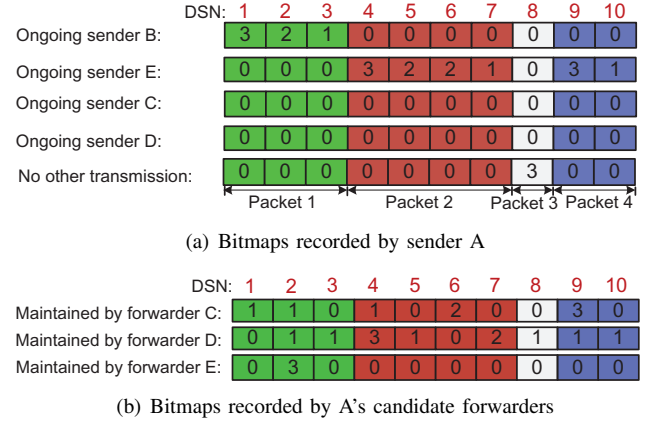 DSN: 1 2 3 4 5 6 7 8 9 10
Ongoing sender B: 3 2 1 0 0 0 0 0 0 0
Ongoing sender E: 0 0 0 3 2 2 1 0 3 1
Ongoing sender C: 0 0 0 0 0 0 0 0 0 0
Ongoing sender D: 0 0 0 0 0 0 0 0 0 0
No other transmission: 0 0 0 0 0 0 0 3 0 0
Packet 1 Packet 2 Packet 3 Packet 4
(a) Bitmaps recorded by sender A
DSN: 1 2 3 4 5 6 7 8 9 10
Maintained by forwarder C: 1 1 0 1 0 2 0 0 3 0
Maintained by forwarder D: 0 1 1 3 1 0 2 1 1 1
Maintained by forwarder E: 0 3 0 0 0 0 0 0 0 0
(b) Bitmaps recorded by A's candidate forwarders